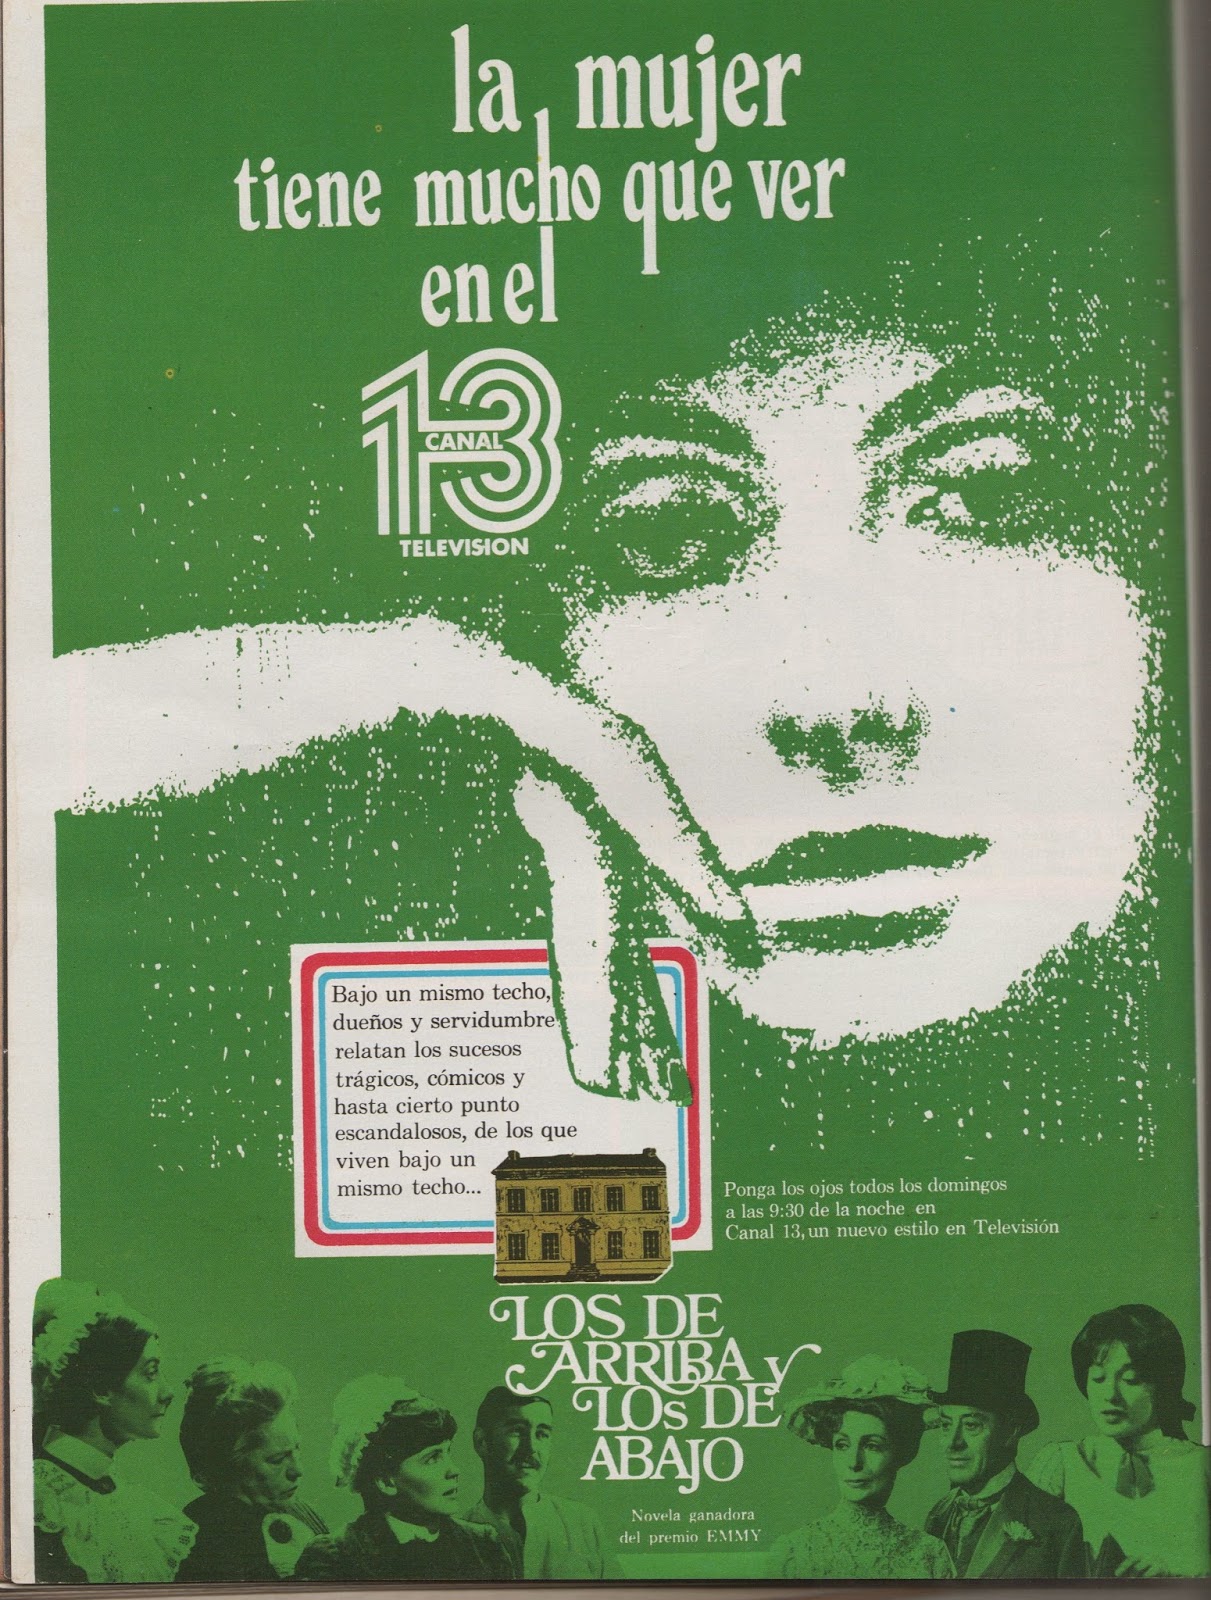 la mujer
tiene mucho que ver
en el
13
CANAL
TELEVISION
Bajo un mismo techo,
dueños y servidumbre
relatan los sucesos
trágicos, cómicos y
hasta cierto punto
escandalosos, de los que
viven bajo un
mismo techo...
Ponga los ojos todos los domingos
a las 9:30 de la noche en
Canal 13, un nuevo estilo en Televisión
LOS DE
ARRIBA y
LOS DE
ABAJO
Novela ganadora
del premio EMMY